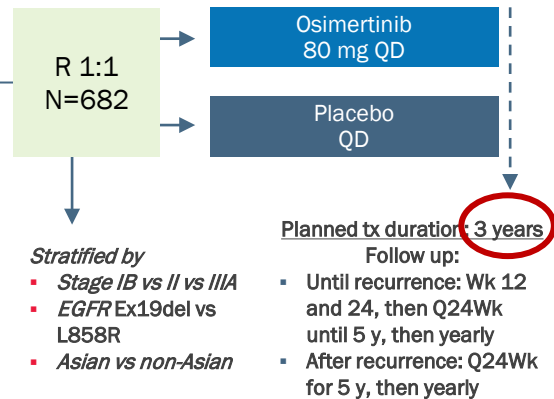 R 1:1
N=682
Osimertinib
80 mg QD
Placebo
QD
Stratified by
▪ Stage IB vs II vs IIIA
▪ EGFR Ex19del vs
L858R
▪ Asian vs non-Asian
Planned tx duration: 3 years
Follow up:
▪ Until recurrence: Wk 12
and 24, then Q24Wk
until 5 y, then yearly
▪ After recurrence: Q24Wk
for 5 y, then yearly